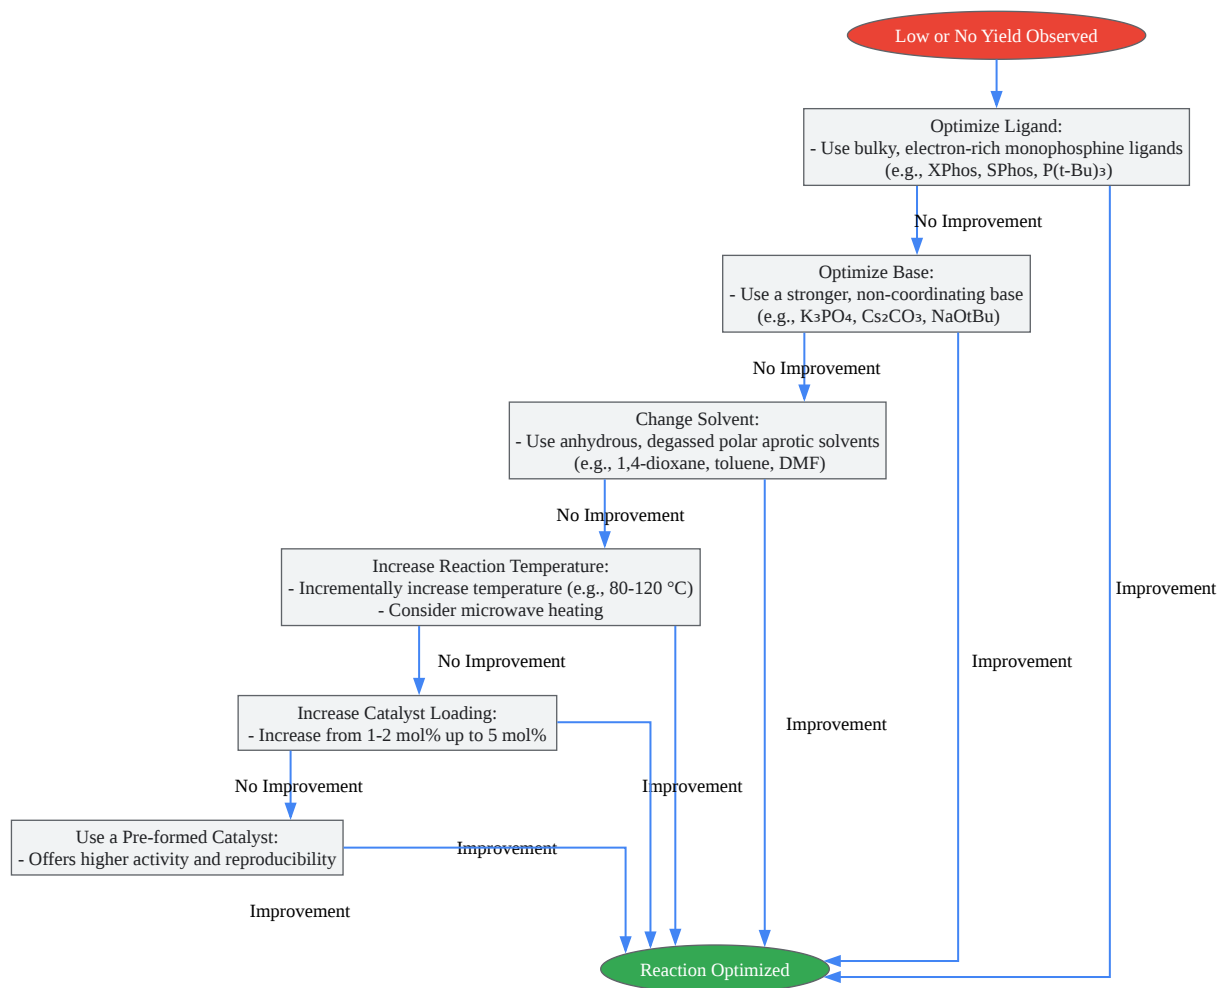 Low or No Yield Observed
Optimize Ligand:
- Use bulky, electron-rich monophosphine ligands
(e.g., XPhos, SPhos, P(t-Bu)₃)
No Improvement
Optimize Base:
- Use a stronger, non-coordinating base
(e.g., K₃PO₄, Cs₂CO₃, NaOtBu)
No Improvement
Change Solvent:
- Use anhydrous, degassed polar aprotic solvents
(e.g., 1,4-dioxane, toluene, DMF)
No Improvement
Increase Reaction Temperature:
- Incrementally increase temperature (e.g., 80-120 °C)
- Consider microwave heating
Improvement
No Improvement
Improvement
Increase Catalyst Loading:
- Increase from 1-2 mol% up to 5 mol%
Improvement
No Improvement
Improvement
Use a Pre-formed Catalyst:
- Offers higher activity and reproducibility
Improvement
Improvement
Reaction Optimized